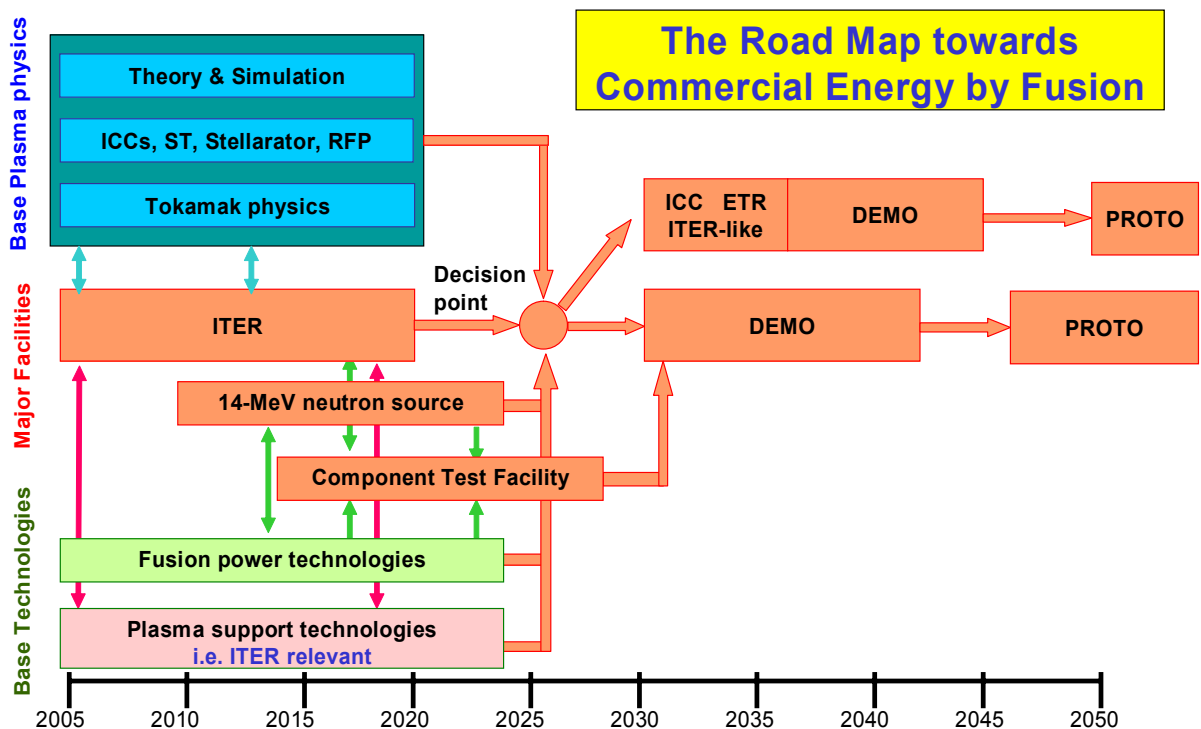 The Road Map towards
Commercial Energy by Fusion
Base Plasma physics
Theory & Simulation
ICCs, ST, Stellarator, RFP
Tokamak physics
ICC ETR
ITER-like
DEMO
PROTO
Major Facilities
Decision
point
ITER
DEMO
PROTO
14-MeV neutron source
Component Test Facility
Base Technologies
Fusion power technologies
Plasma support technologies
i.e. ITER relevant
2005 2010 2015 2020 2025 2030 2035 2040 2045 2050